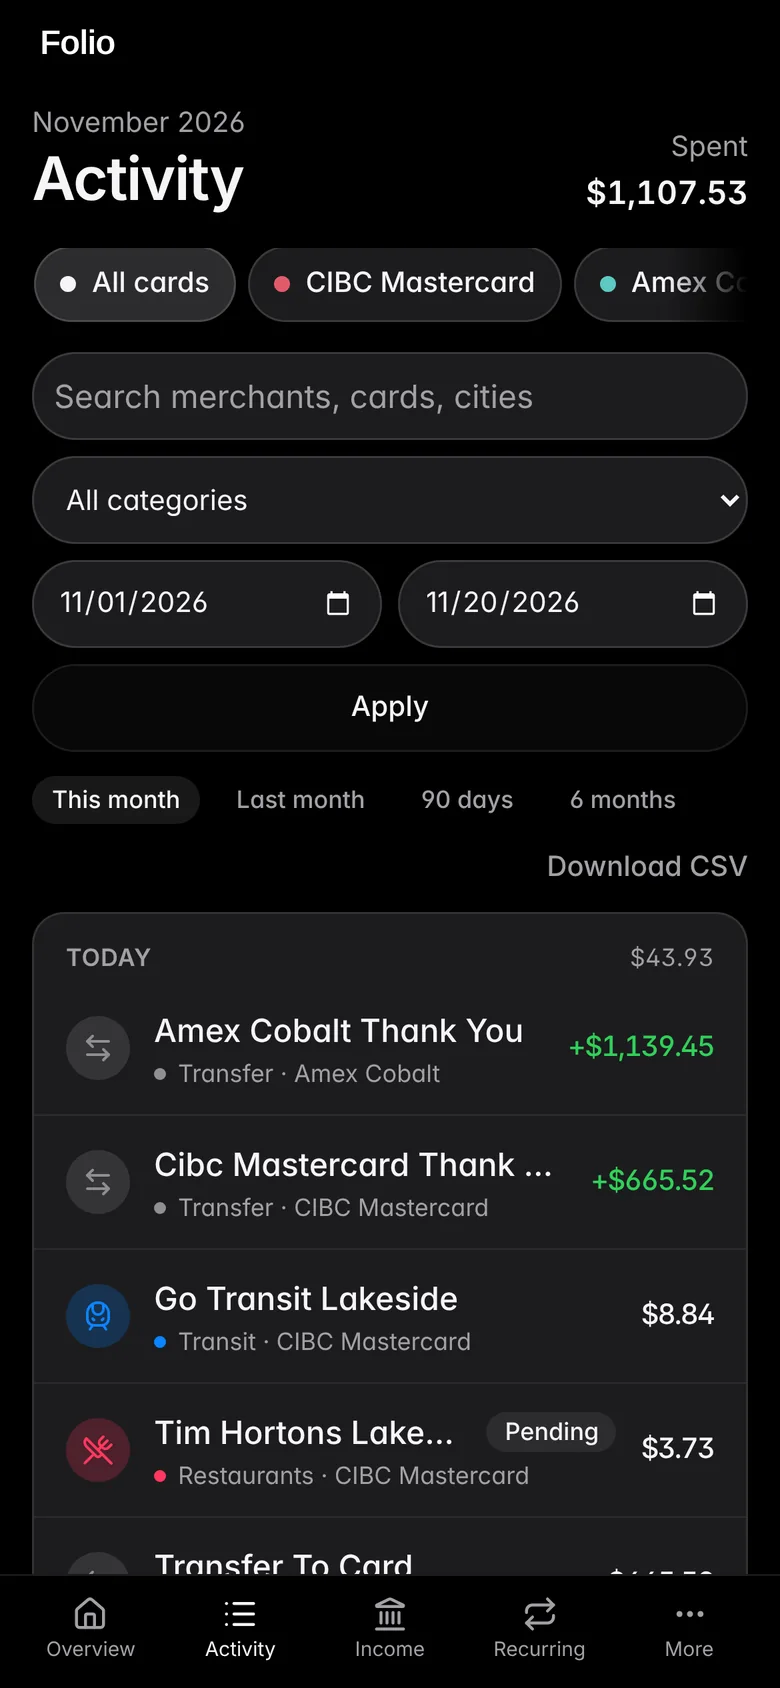 Folio
November 2026
Activity
Spent
$1,107.53
All cards
CIBC Mastercard
Amex Co
Search merchants, cards, cities
All categories
11/01/2026
11/20/2026
Apply
This month
Last month
90 days
6 months
Download CSV
TODAY
$43.93
Amex Cobalt Thank You
+$1,139.45
Transfer · Amex Cobalt
Cibc Mastercard Thank ...
+$665.52
Transfer · CIBC Mastercard
Go Transit Lakeside
$8.84
Transit · CIBC Mastercard
Tim Hortons Lake...
Pending
$3.73
Restaurants · CIBC Mastercard
Transfer To Card
Overview
Activity
Income
Recurring
More